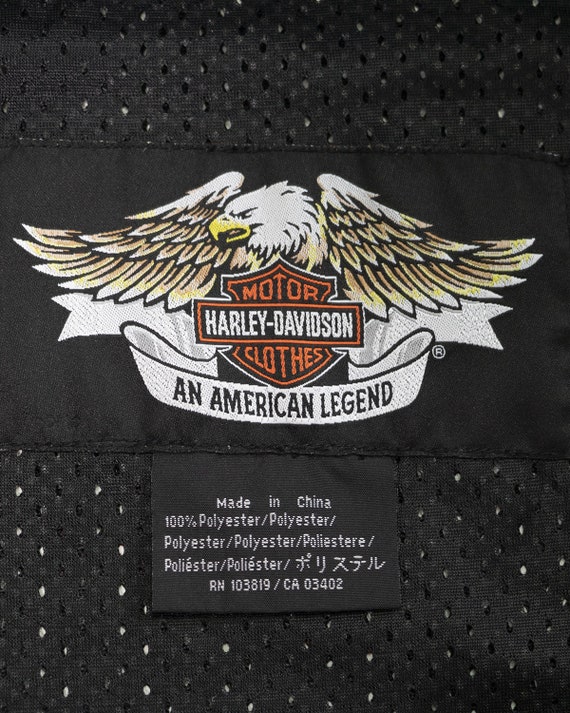 MOTOR
HARLEY-DAVIDSON
CLOTHES
®
AN AMERICAN LEGEND
Made in China
100% Polyester/Polyester/
Polyester/Polyester/Poliestere/
Poliéster/Poliéster/ポリステル
RN 103819 / CA 03402